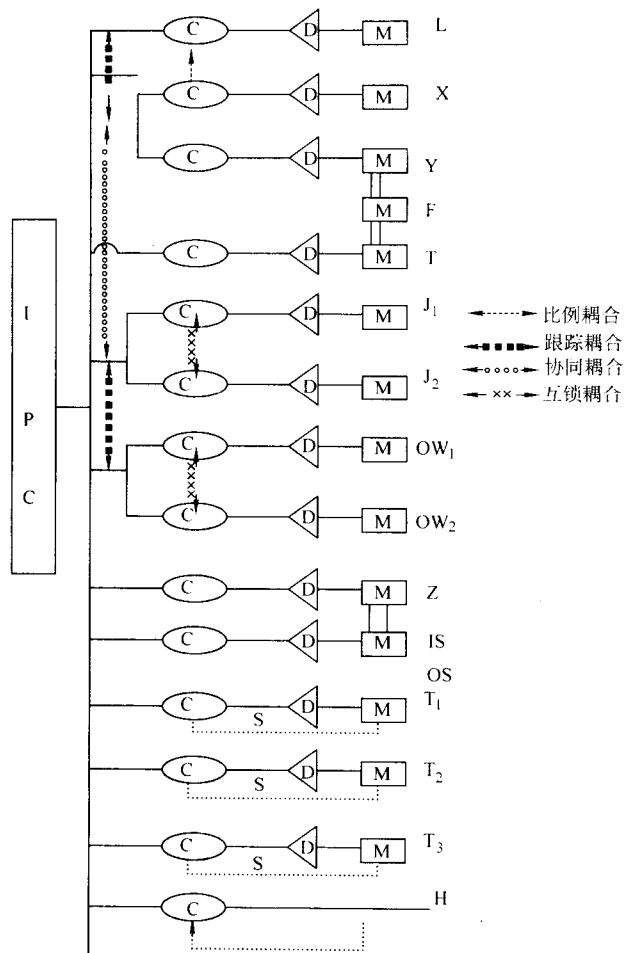 C D M L
C D M X
C D M Y
M F
C D M T
I
P
C
C D M J₁
C D M J₂
比例耦合
跟踪耦合
协同耦合
×× 互锁耦合
C D M OW₁
C D M OW₂
C D M Z
C D M IS
OS
C S D M T₁
C S D M T₂
C S D M T₃
C H